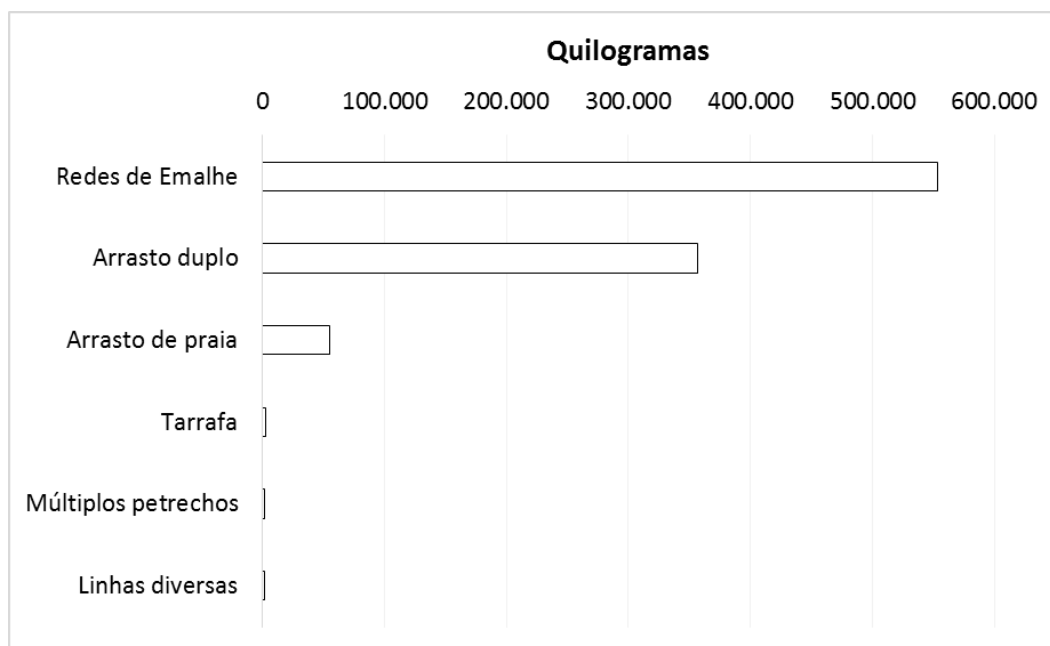 Quilogramas
0 100.000 200.000 300.000 400.000 500.000 600.000
Redes de Emalhe
Arrasto duplo
Arrasto de praia
Tarrafa
Múltiplos petrechos
Linhas diversas